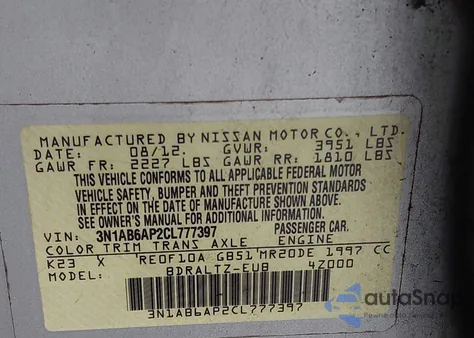 MANUFACTURED BY NISSAN MOTOR CO., LTD.
DATE: 08/12. GVWR: 3951 LBS
GAWR FR: 2227 LBS GAWR RR: 1810 LBS
THIS VEHICLE CONFORMS TO ALL APPLICABLE FEDERAL MOTOR
VEHICLE SAFETY, BUMPER AND THEFT PREVENTION STANDARDS
IN EFFECT ON THE DATE OF MANUFACTURE SHOWN ABOVE.
SEE OWNER'S MANUAL FOR ADDITIONAL INFORMATION.
VIN: 3N1AB6AP2CL777397 PASSENGER CAR.
COLOR TRIM TRANS AXLE ENGINE
K23 X RE0F10A GB51 MR20DE 1997 CC
MODEL: BDRALTZ-EUB 4Z000
3N1AB6AP2CL777397
autoSnap